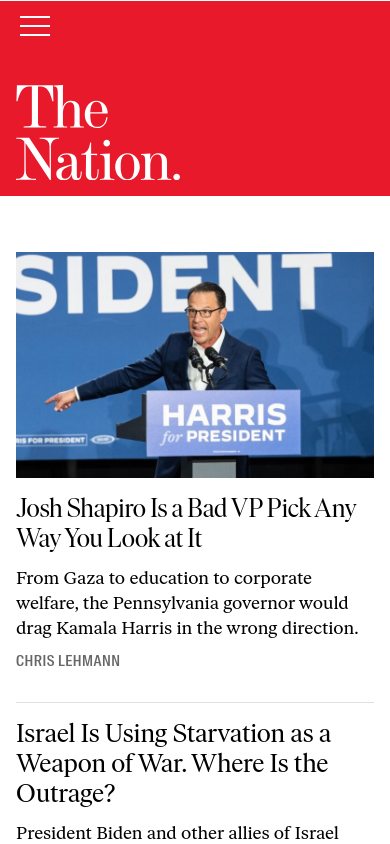 The
Nation.
SIDENT
HARRIS
for PRESIDENT
RIS FOR PRESIDENT
Josh Shapiro Is a Bad VP Pick Any
Way You Look at It
From Gaza to education to corporate
welfare, the Pennsylvania governor would
drag Kamala Harris in the wrong direction.
CHRIS LEHMANN
Israel Is Using Starvation as a
Weapon of War. Where Is the
Outrage?
President Biden and other allies of Israel